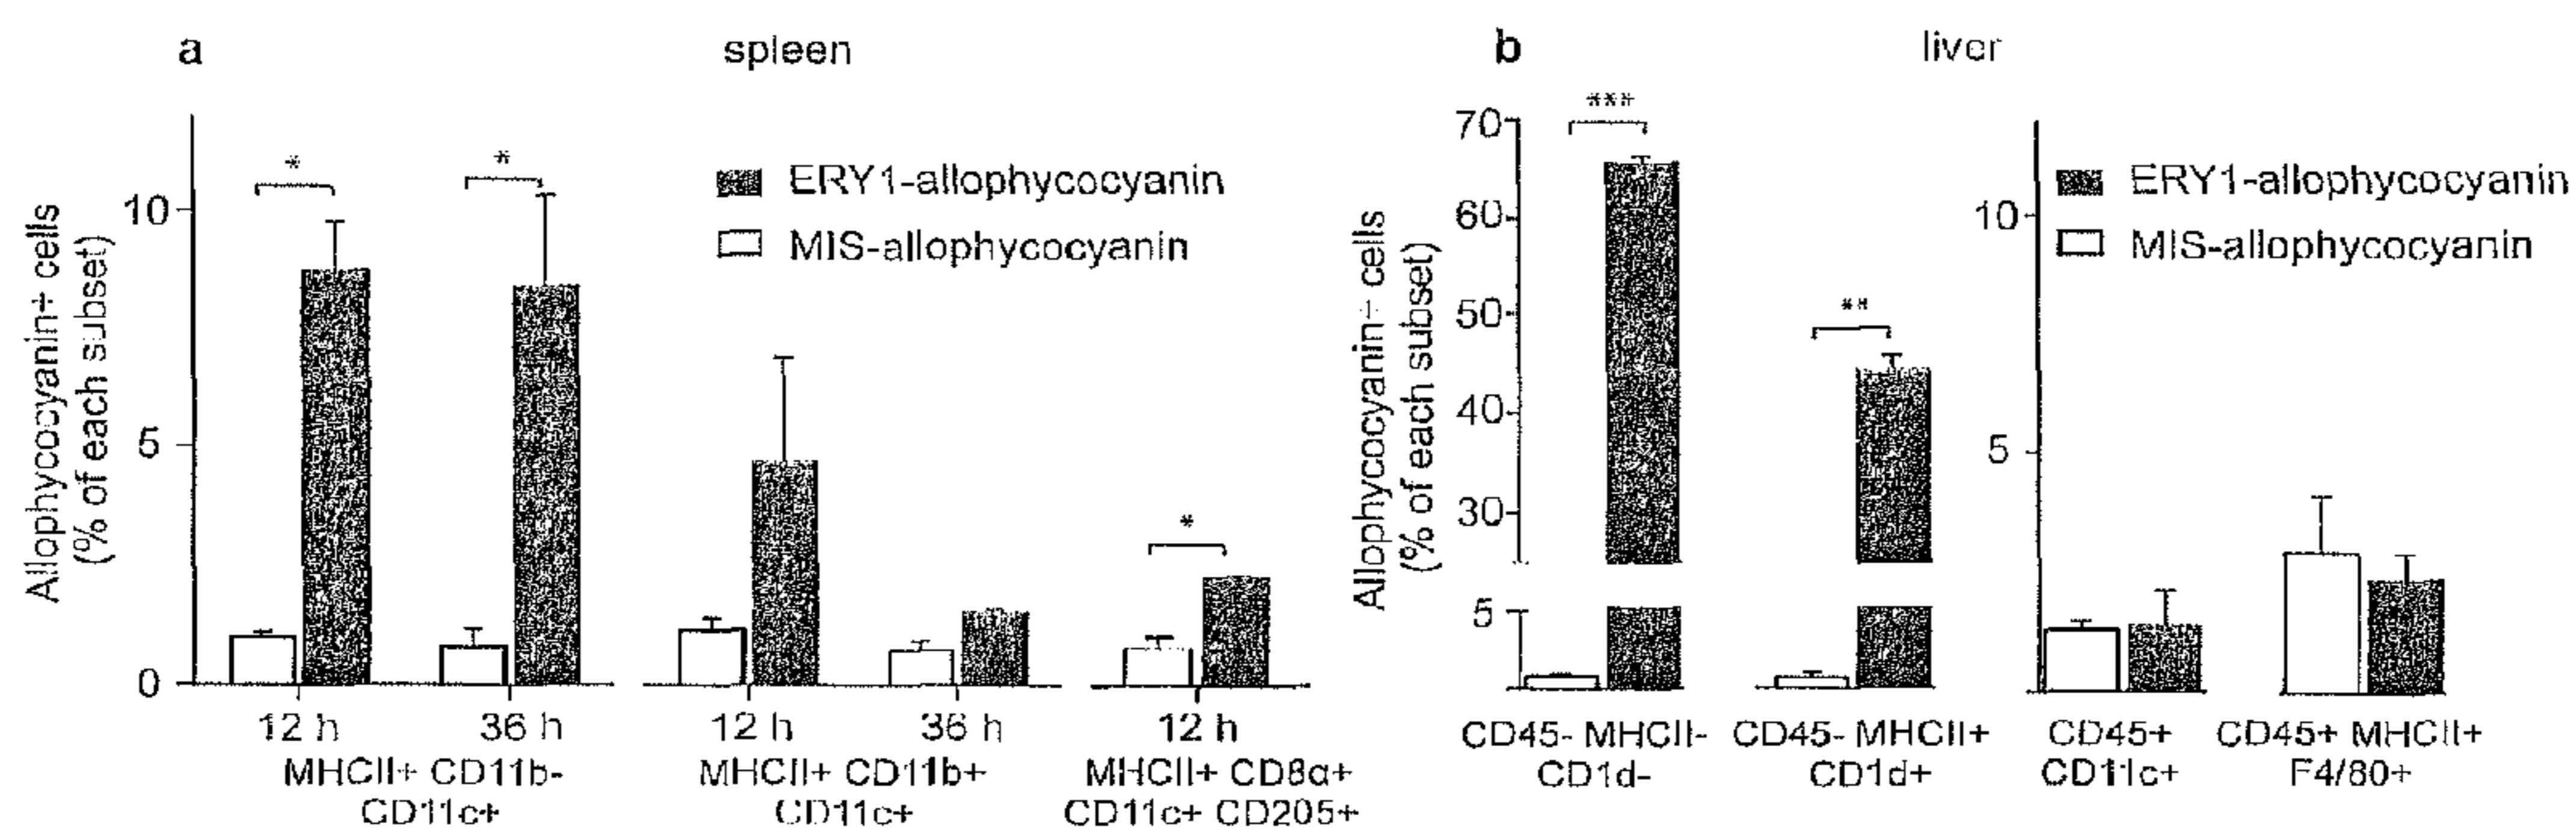 a
spleen
Allophycocyanin+ cells
(% of each subset)
10
5
0
*
*
*
ERY1-allophycocyanin
MIS-allophycocyanin
12 h
36 h
12 h
36 h
12 h
MHCII+ CD11b-
CD11c+
MHCII+ CD11b+
CD11c+
MHCII+ CD8α+
CD11c+ CD205+
b
liver
Allophycocyanin+ cells
(% of each subset)
70
60
50
40
30
5
***
**
10
5
ERY1-allophycocyanin
MIS-allophycocyanin
CD45- MHCII-
CD1d-
CD45- MHCII+
CD1d+
CD45+
CD11c+
CD45+ MHCII+
F4/80+